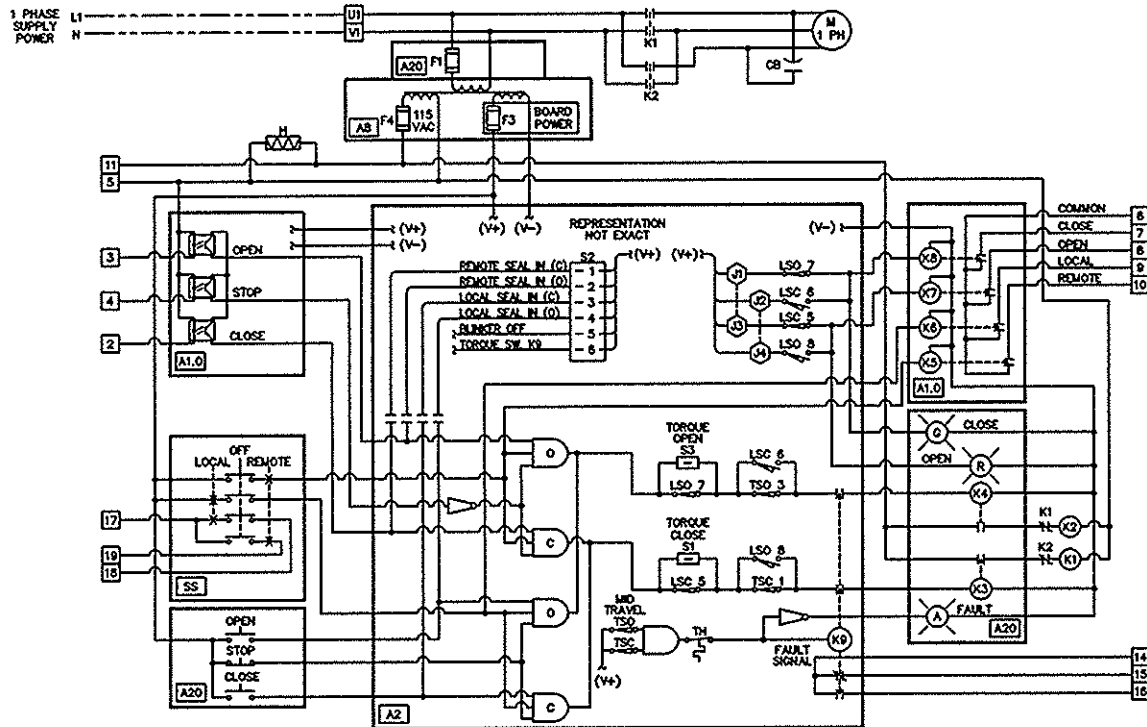 1 PHASE
SUPPLY
POWER
L1
N
U1
V1
K1
K2
M
1 PH
CB
A20
F1
A8
F4
115
VAC
F3
BOARD
POWER
H
11
5
(V+)
(V-)
(V+)
(V-)
REPRESENTATION
NOT EXACT
(V-)
3
4
2
OPEN
STOP
CLOSE
A1.0
REMOTE SEAL IN (C)
REMOTE SEAL IN (O)
LOCAL SEAL IN (C)
LOCAL SEAL IN (O)
BLINKER OFF
TORQUE SW. K9
S2
1
2
3
4
5
6
(V+)
(V+)
J1
J2
J3
J4
LSO 7
LSC 6
LSC 5
LSO 8
K8
K7
K6
K5
A1.0
COMMON
CLOSE
OPEN
LOCAL
REMOTE
6
7
8
9
10
OFF
LOCAL
REMOTE
17
19
18
SS
O
C
O
C
TORQUE
OPEN
S3
LSO 7
LSC 6
TSO 3
TORQUE
CLOSE
S1
LSC 5
LSO 8
TSC 1
G
CLOSE
OPEN
R
K4
K1
K2
K2
K1
K3
A
FAULT
A20
OPEN
STOP
CLOSE
A20
MID
TRAVEL
TSO
TSC
(V+)
TH
FAULT
SIGNAL
K9
A2
14
15
16